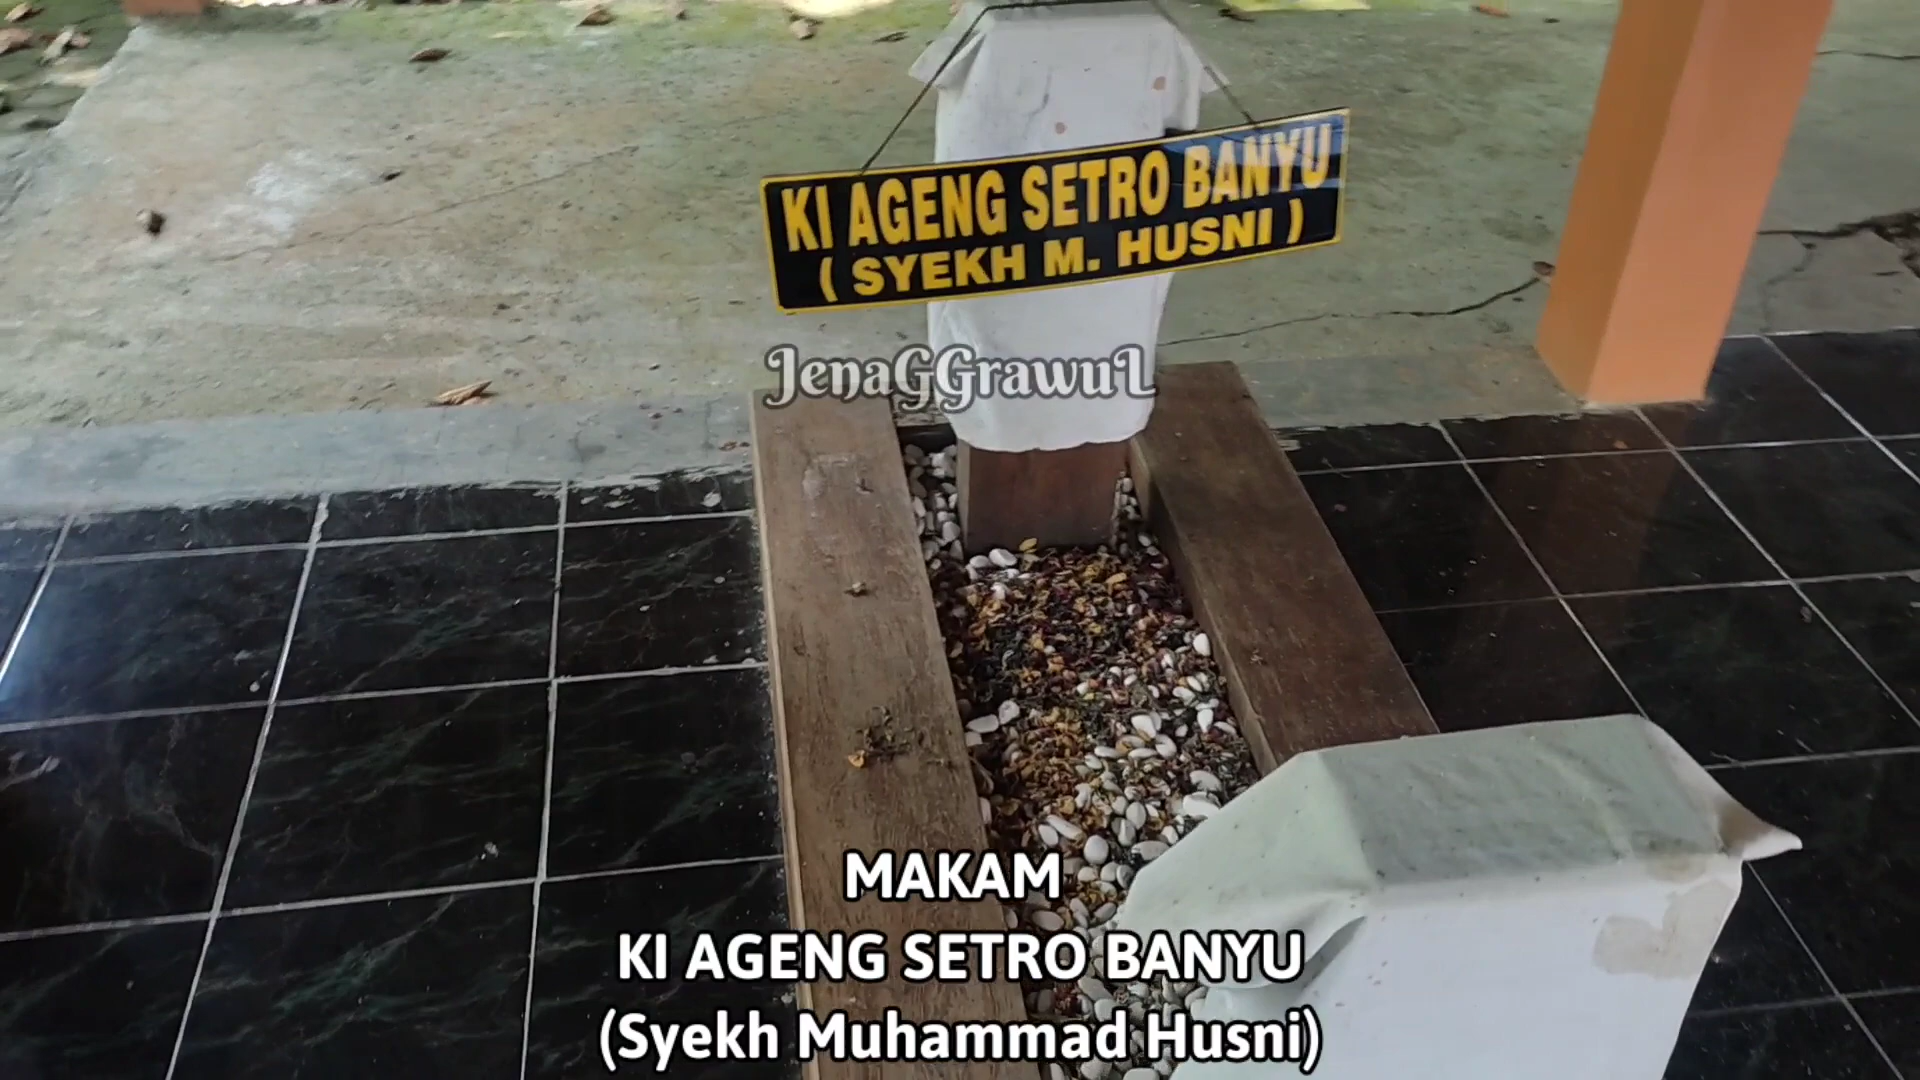 KI AGENG SETRO BANYU
( SYEKH M. HUSNI )
JenaGGrawuL
MAKAM
KI AGENG SETRO BANYU
(Syekh Muhammad Husni)